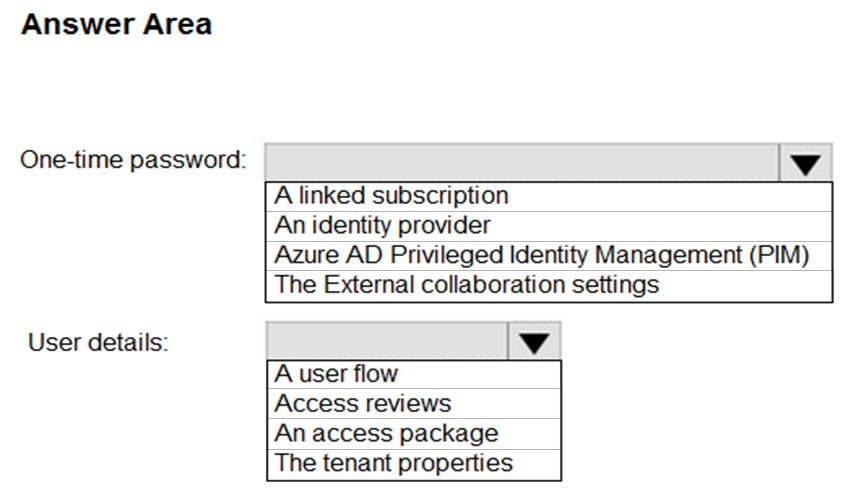 Answer Area
One-time password:
A linked subscription
An identity provider
Azure AD Privileged Identity Management (PIM)
The External collaboration settings
User details:
A user flow
Access reviews
An access package
The tenant properties